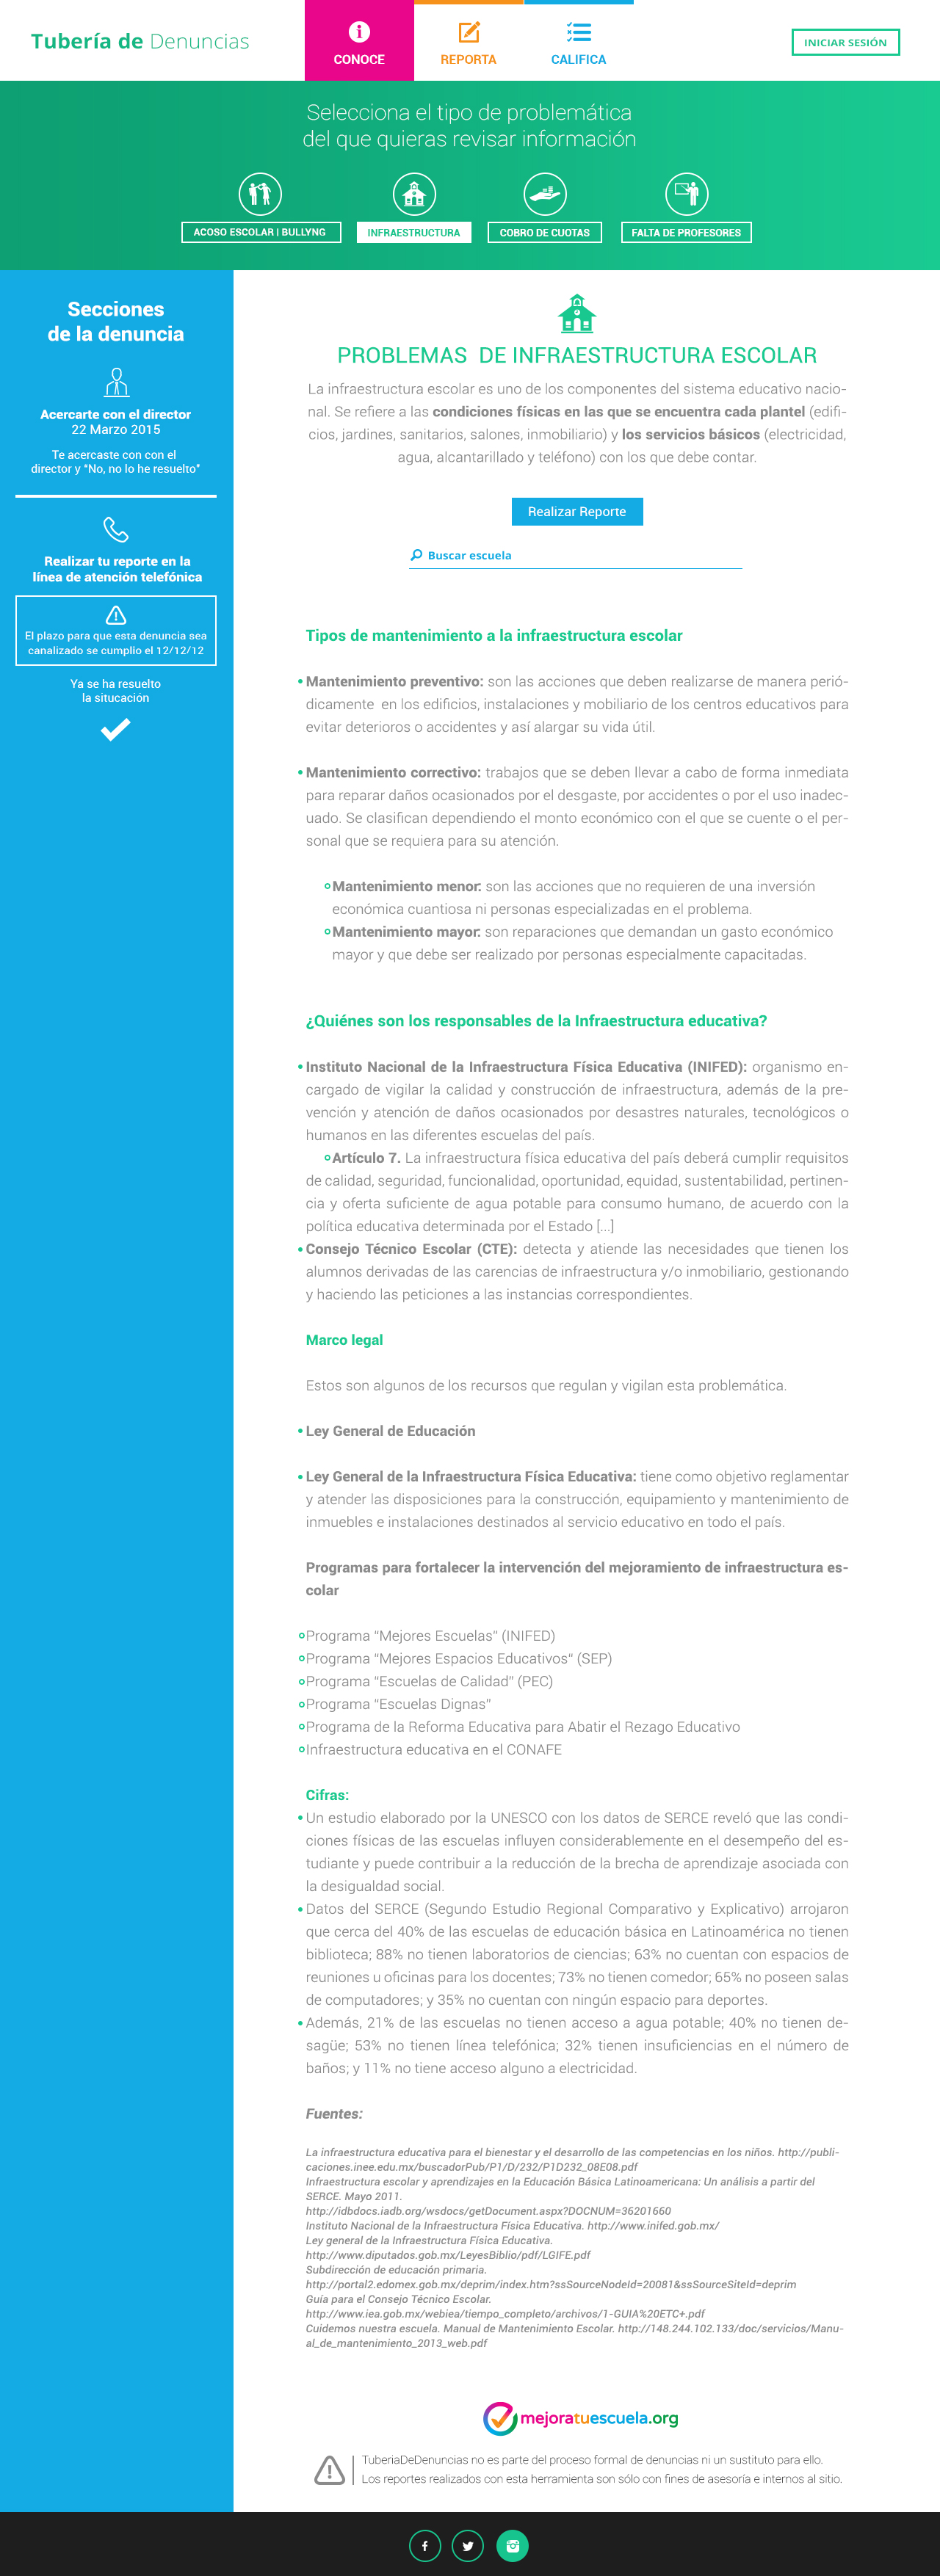 Tubería de Denuncias
CONOCE
REPORTA
CALIFICA
INICIAR SESIÓN
Selecciona el tipo de problemática
del que quieras revisar información
ACOSO ESCOLAR | BULLYNG
INFRAESTRUCTURA
COBRO DE CUOTAS
FALTA DE PROFESORES
Secciones
de la denuncia
Acercarte con el director
22 Marzo 2015
Te acercaste con con el
director y "No, no lo he resuelto"
Realizar tu reporte en la
línea de atención telefónica
El plazo para que esta denuncia sea
canalizado se cumplio el 12/12/12
Ya se ha resuelto
la situcación
PROBLEMAS DE INFRAESTRUCTURA ESCOLAR
La infraestructura escolar es uno de los componentes del sistema educativo nacio-
nal. Se refiere a las condiciones físicas en las que se encuentra cada plantel (edifi-
cios, jardines, sanitarios, salones, inmobiliario) y los servicios básicos (electricidad,
agua, alcantarillado y teléfono) con los que debe contar.
Realizar Reporte
Buscar escuela
Tipos de mantenimiento a la infraestructura escolar
Mantenimiento preventivo: son las acciones que deben realizarse de manera perió-
dicamente en los edificios, instalaciones y mobiliario de los centros educativos para
evitar deterioros o accidentes y así alargar su vida útil.
Mantenimiento correctivo: trabajos que se deben llevar a cabo de forma inmediata
para reparar daños ocasionados por el desgaste, por accidentes o por el uso inadec-
uado. Se clasifican dependiendo el monto económico con el que se cuente o el per-
sonal que se requiera para su atención.
Mantenimiento menor: son las acciones que no requieren de una inversión
económica cuantiosa ni personas especializadas en el problema.
Mantenimiento mayor: son reparaciones que demandan un gasto económico
mayor y que debe ser realizado por personas especialmente capacitadas.
¿Quiénes son los responsables de la Infraestructura educativa?
Instituto Nacional de la Infraestructura Física Educativa (INIFED): organismo en-
cargado de vigilar la calidad y construcción de infraestructura, además de la pre-
vención y atención de daños ocasionados por desastres naturales, tecnológicos o
humanos en las diferentes escuelas del país.
Artículo 7. La infraestructura física educativa del país deberá cumplir requisitos
de calidad, seguridad, funcionalidad, oportunidad, equidad, sustentabilidad, pertinen-
cia y oferta suficiente de agua potable para consumo humano, de acuerdo con la
política educativa determinada por el Estado [...]
Consejo Técnico Escolar (CTE): detecta y atiende las necesidades que tienen los
alumnos derivadas de las carencias de infraestructura y/o inmobiliario, gestionando
y haciendo las peticiones a las instancias correspondientes.
Marco legal
Estos son algunos de los recursos que regulan y vigilan esta problemática.
Ley General de Educación
Ley General de la Infraestructura Física Educativa: tiene como objetivo reglamentar
y atender las disposiciones para la construcción, equipamiento y mantenimiento de
inmuebles e instalaciones destinados al servicio educativo en todo el país.
Programas para fortalecer la intervención del mejoramiento de infraestructura es-
colar
Programa "Mejores Escuelas" (INIFED)
Programa "Mejores Espacios Educativos" (SEP)
Programa "Escuelas de Calidad" (PEC)
Programa "Escuelas Dignas"
Programa de la Reforma Educativa para Abatir el Rezago Educativo
Infraestructura educativa en el CONAFE
Cifras:
Un estudio elaborado por la UNESCO con los datos de SERCE reveló que las condi-
ciones físicas de las escuelas influyen considerablemente en el desempeño del es-
tudiante y puede contribuir a la reducción de la brecha de aprendizaje asociada con
la desigualdad social.
Datos del SERCE (Segundo Estudio Regional Comparativo y Explicativo) arrojaron
que cerca del 40% de las escuelas de educación básica en Latinoamérica no tienen
biblioteca; 88% no tienen laboratorios de ciencias; 63% no cuentan con espacios de
reuniones u oficinas para los docentes; 73% no tienen comedor; 65% no poseen salas
de computadores; y 35% no cuentan con ningún espacio para deportes.
Además, 21% de las escuelas no tienen acceso a agua potable; 40% no tienen de-
sagüe; 53% no tienen línea telefónica; 32% tienen insuficiencias en el número de
baños; y 11% no tiene acceso alguno a electricidad.
Fuentes:
La infraestructura educativa para el bienestar y el desarrollo de las competencias en los niños. http://publi-
caciones.inee.edu.mx/buscadorPub/P1/D/232/P1D232_08E08.pdf
Infraestructura escolar y aprendizajes en la Educación Básica Latinoamericana: Un análisis a partir del
SERCE. Mayo 2011.
http://idbdocs.iadb.org/wsdocs/getDocument.aspx?DOCNUM=36201660
Instituto Nacional de la Infraestructura Física Educativa. http://www.inifed.gob.mx/
Ley general de la Infraestructura Física Educativa.
http://www.diputados.gob.mx/LeyesBiblio/pdf/LGIFE.pdf
Subdirección de educación primaria.
http://portal2.edomex.gob.mx/deprim/index.htm?ssSourceNodeId=20081&ssSourceSiteId=deprim
Guía para el Consejo Técnico Escolar.
http://www.iea.gob.mx/webiea/tiempo_completo/archivos/1-GUIA%20ETC+.pdf
Cuidemos nuestra escuela. Manual de Mantenimiento Escolar. http://148.244.102.133/doc/servicios/Manu-
al_de_mantenimiento_2013_web.pdf
mejoratuescuela.org
TuberiaDeDenuncias no es parte del proceso formal de denuncias ni un sustituto para ello.
Los reportes realizados con esta herramienta son sólo con fines de asesoría e internos al sitio.